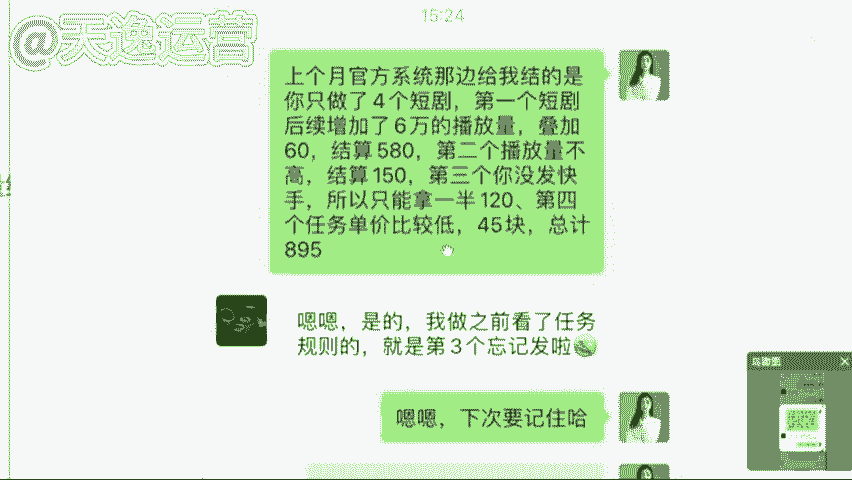 15:24
@天逸运营
上个月官方系统那边给我结的是
你只做了4个短剧，第一个短剧
后续增加了6万的播放量，叠加
60，结算580，第二个播放量不
高，结算150，第三个你没发快
手，所以只能拿一半120、第四
个任务单价比较低，45块，总计
895
嗯嗯，是的，我做之前看了任务
规则的，就是第3个忘记发啦
嗯嗯，下次要记住哈